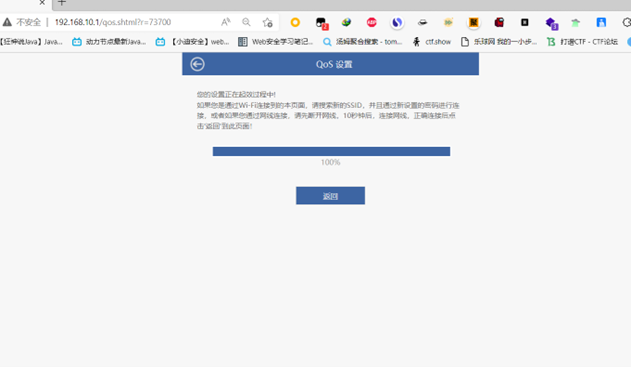 不安全 | 192.168.10.1/qos.shtml?r=73700
【狂神说Java】Java... 动力节点最新Java... 【小迪安全】web... Web安全学习笔记... 汤姆聚合搜索 - tom... ctf.show 乐球网 我的一小步... 打造CTF - CTF论坛
QoS 设置
您的设置正在起效过程中!
如果您是通过Wi-Fi连接到的本页面，请搜索新的SSID，并且通过新设置的密码进行连
接，或者如果您通过网线连接，请先断开网线，10秒钟后，连接网线，正确连接后点
击“返回”到此页面!
100%
返回